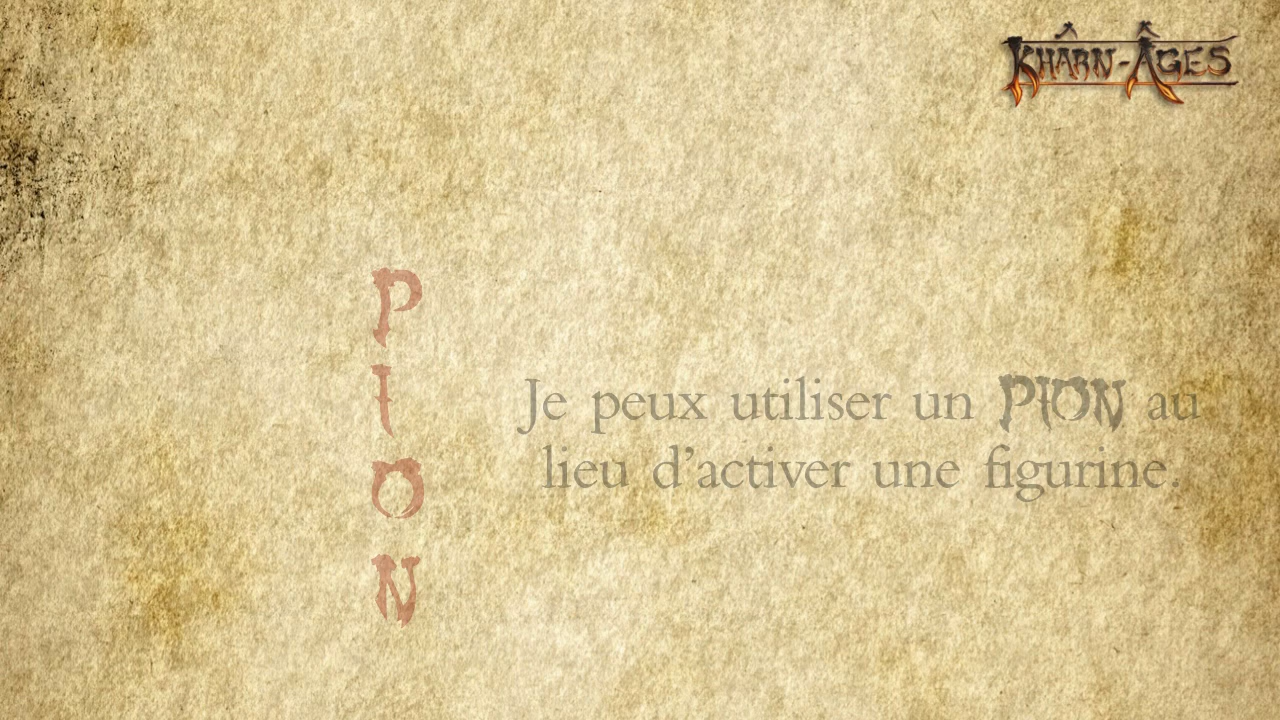 KHÂRN-ÂGES
P
I
O
N
Je peux utiliser un PION au
lieu d’activer une figurine.